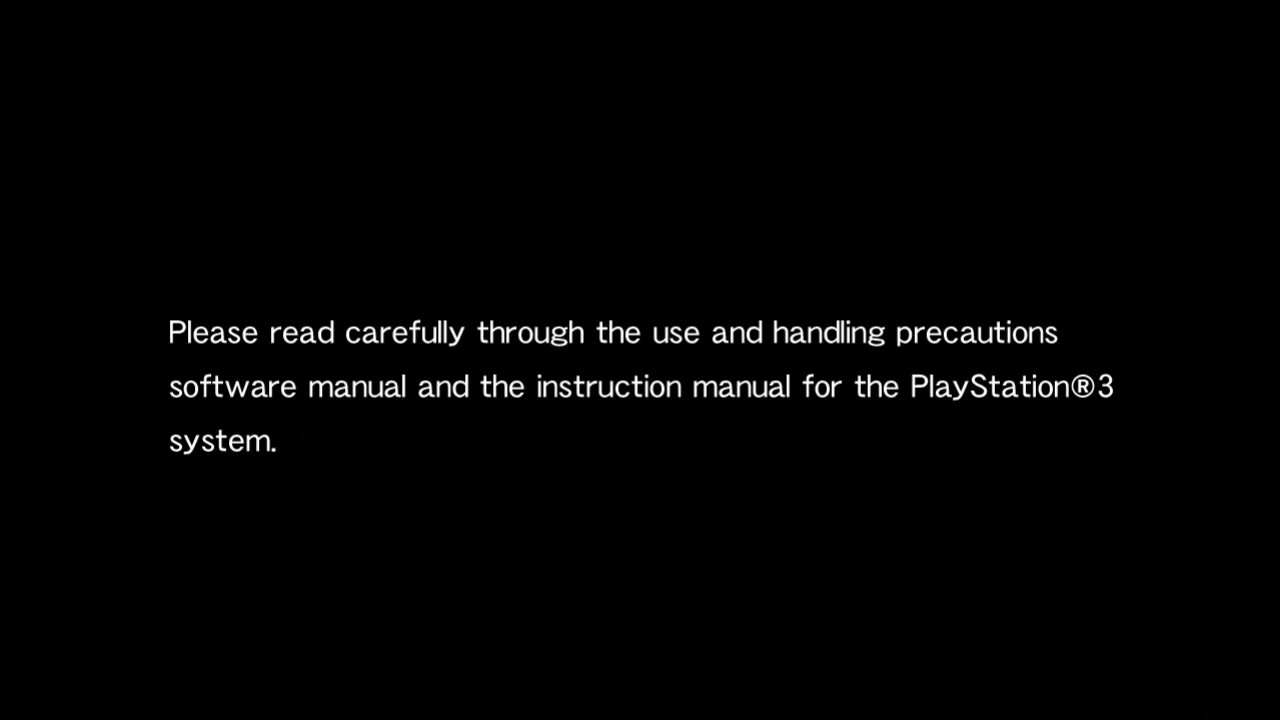 Please read carefully through the use and handling precautions
software manual and the instruction manual for the PlayStation®3
system.